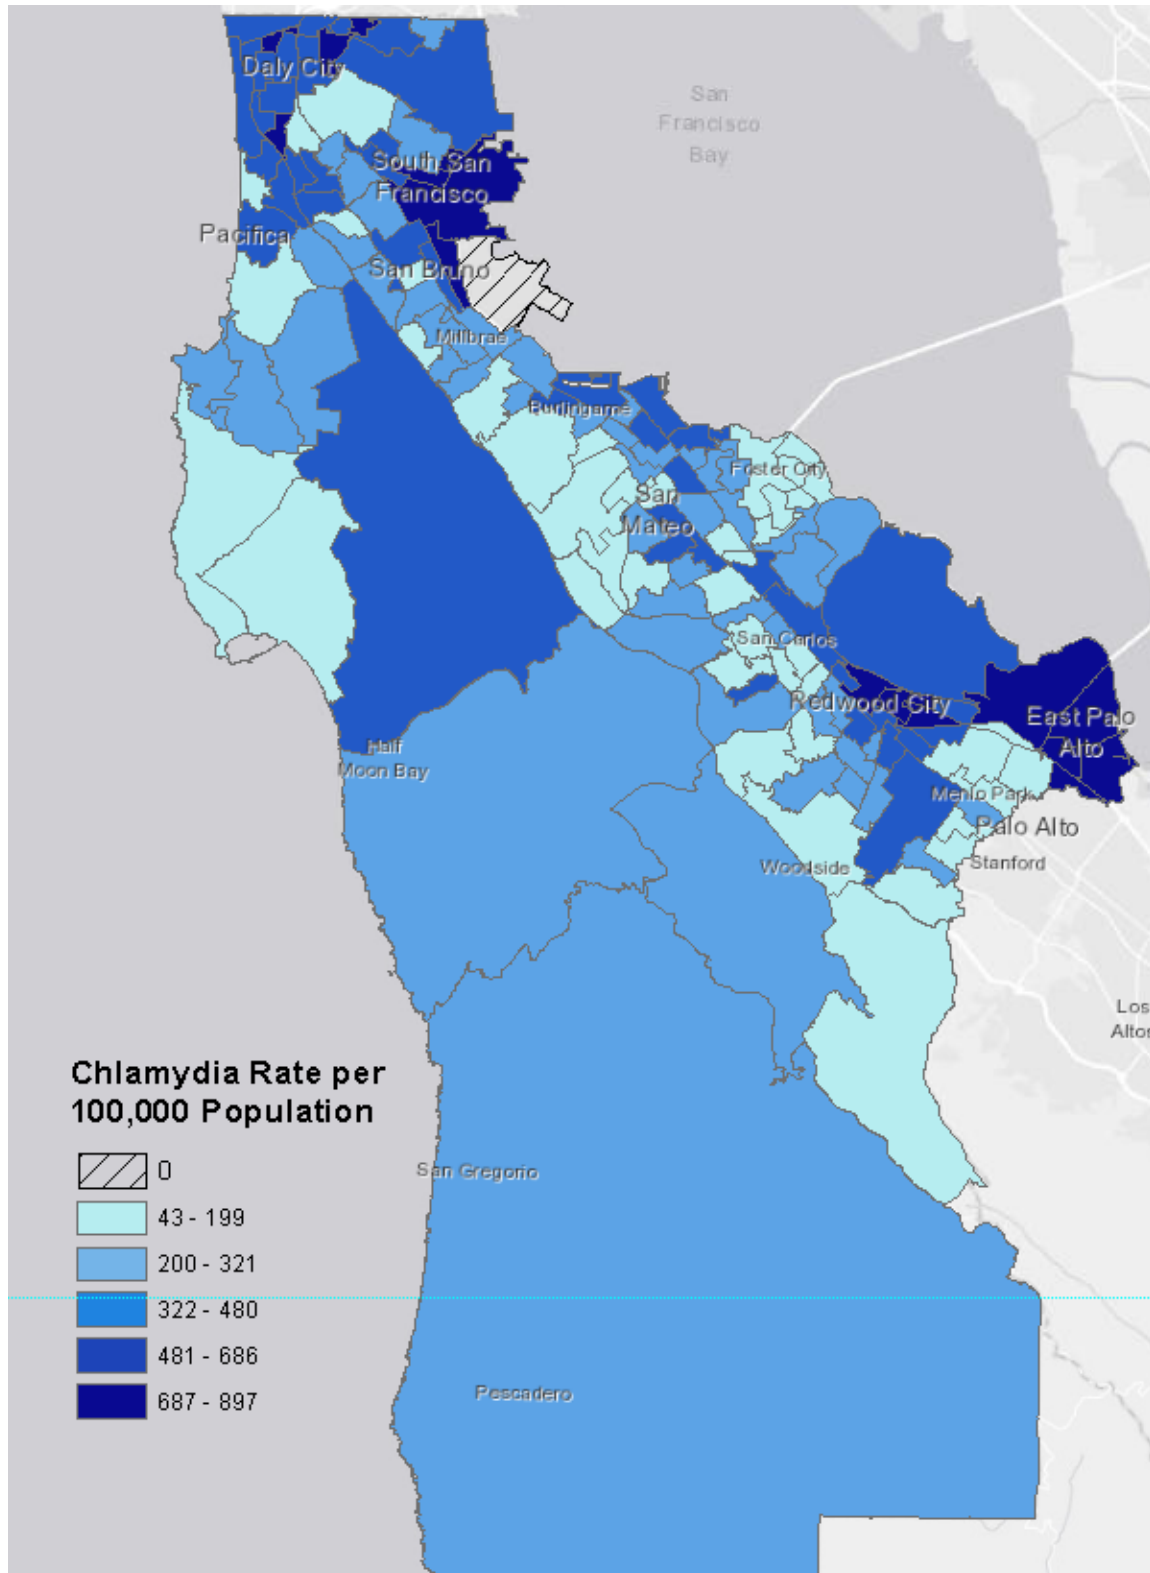 San
Francisco
Bay
Daly City
South San
Francisco
Pacifica
San Bruno
Millbrae
Burlingame
Foster City
San
Mateo
San Carlos
Redwood City
East Palo
Alto
Half
Moon Bay
Menlo Park
Palo Alto
Stanford
Woodside
Los
Altos
Chlamydia Rate per
100,000 Population
0
43 - 199
200 - 321
322 - 480
481 - 686
687 - 897
San Gregorio
Pescadero